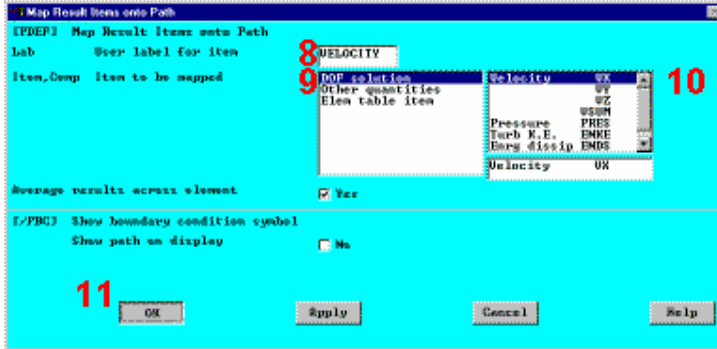 Map Result Items onto Path
[PDEF] Map Result Items onto Path
Lab User label for item
8 VELOCITY
Item,Comp Item to be mapped
9 DOF solution
Other quantities
Elem table item
Velocity VX
VY
VZ
VSUM
Pressure PRES
Turb K.E. ENKE
Enrg dissip ENDS
10
Velocity VX
Average results across element Yes
[/PBC] Show boundary condition symbol
Show path on display No
11
OK Apply Cancel Help